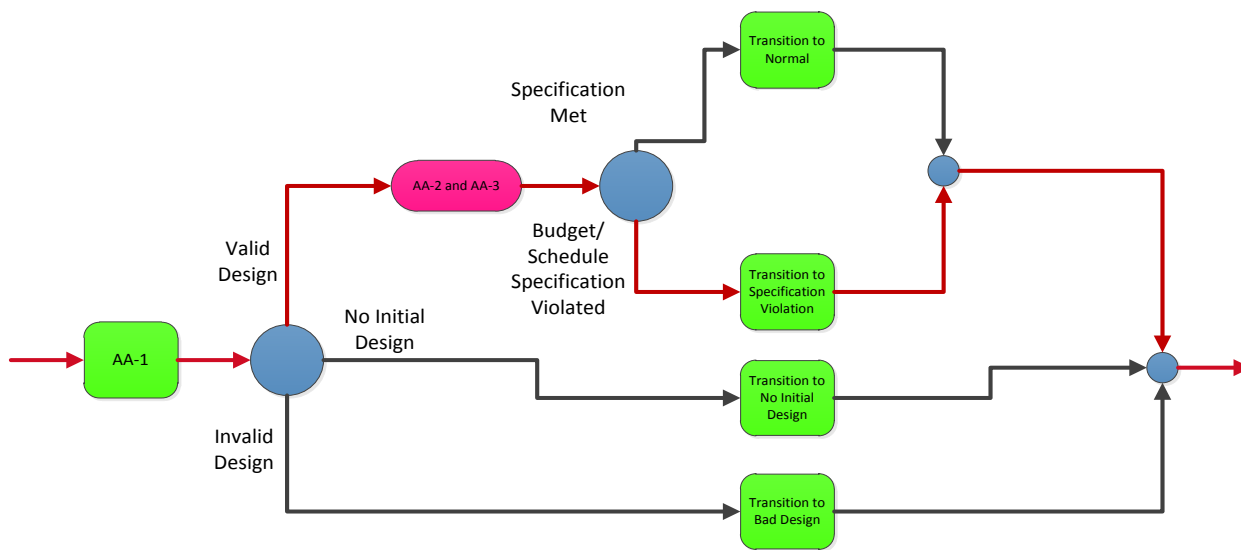 Transition to
Normal
Specification
Met
AA-2 and AA-3
Budget/
Schedule
Specification
Violated
Valid
Design
Transition to
Specification
Violation
No Initial
Design
AA-1
Transition to
No Initial
Design
Invalid
Design
Transition to
Bad Design